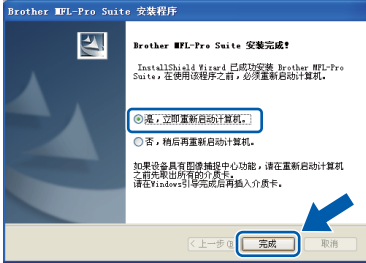 Brother MFL-Pro Suite 安装程序
Brother MFL-Pro Suite 安装完成!
InstallShield Wizard 已成功安装 Brother MFL-Pro
Suite,在使用该程序之前,必须重新启动计算机。
是,立即重新启动计算机。
否,稍后再重新启动计算机。
如果设备具有图像捕捉中心功能,请在重新启动计算机
之前先取出所有的介质卡。
请在Windows引导完成后再插入介质卡。
<上一步(B) 完成 取消